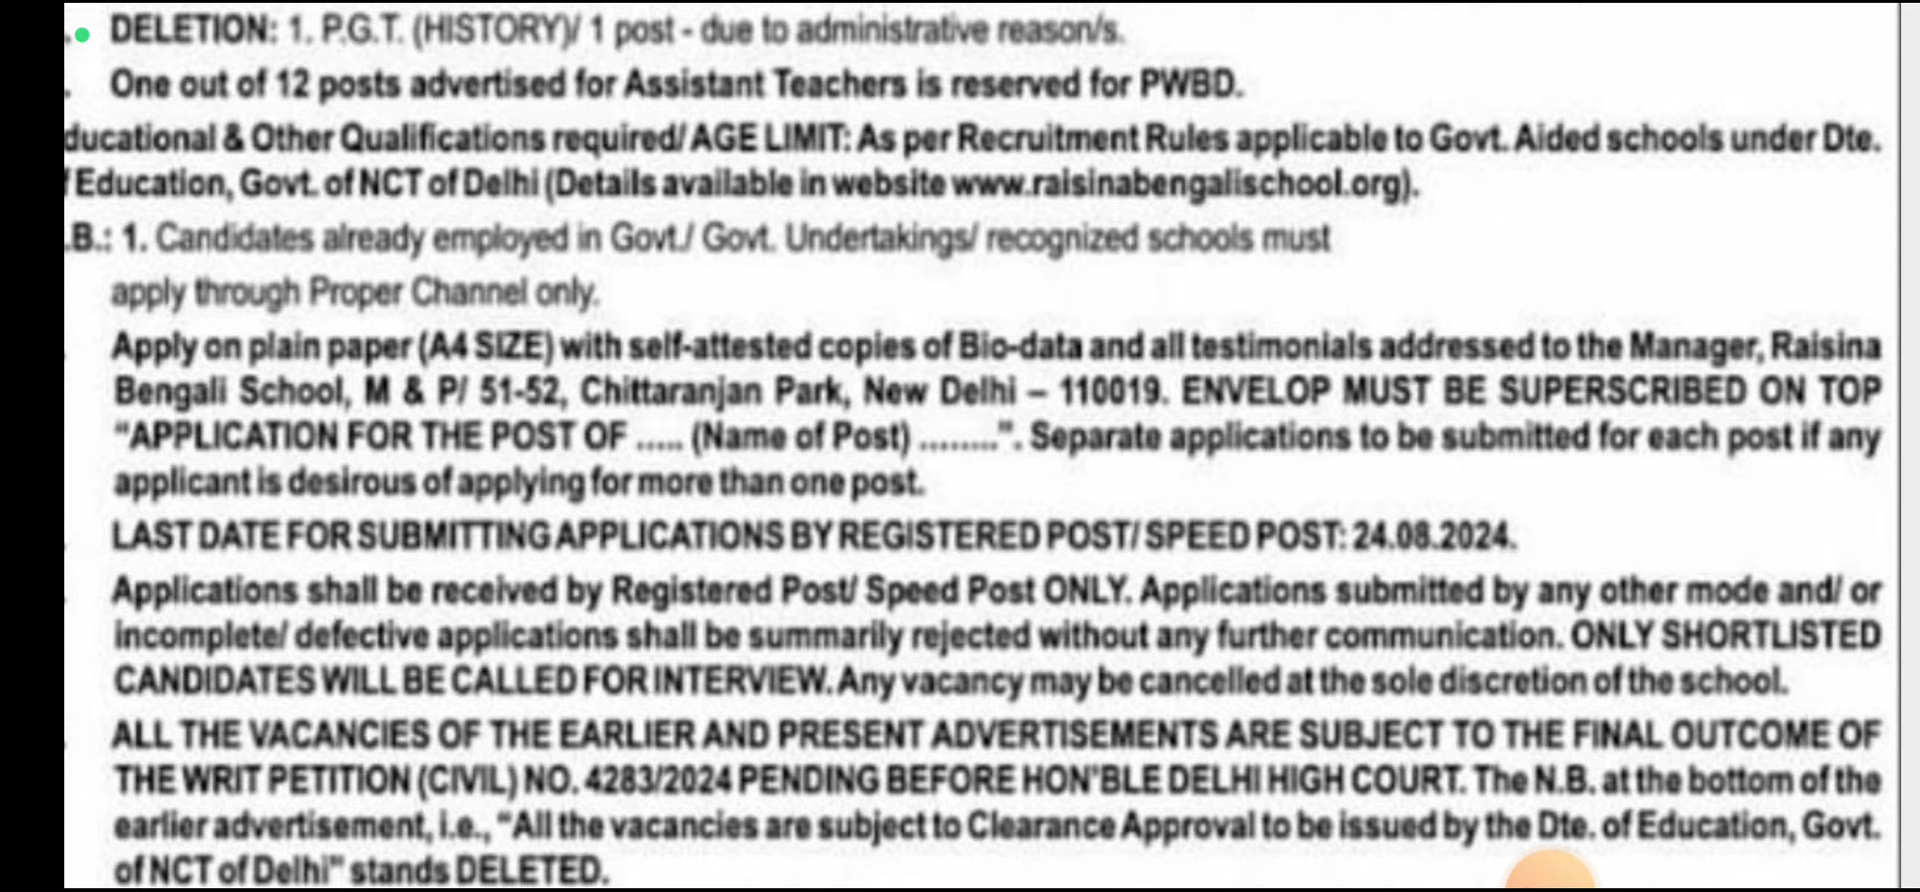 . DELETION: 1. P.G.T. (HISTORY)/ 1 post - due to administrative reason/s.
. One out of 12 posts advertised for Assistant Teachers is reserved for PWBD.
ducational & Other Qualifications required/ AGE LIMIT: As per Recruitment Rules applicable to Govt. Aided schools under Dte.
f Education, Govt. of NCT of Delhi (Details available in website www.raisinabengalischool.org).
.B.: 1. Candidates already employed in Govt./ Govt. Undertakings/ recognized schools must
apply through Proper Channel only.
Apply on plain paper (A4 SIZE) with self-attested copies of Bio-data and all testimonials addressed to the Manager, Raisina
Bengali School, M & P/ 51-52, Chittaranjan Park, New Delhi – 110019. ENVELOP MUST BE SUPERSCRIBED ON TOP
"APPLICATION FOR THE POST OF ..... (Name of Post) ........". Separate applications to be submitted for each post if any
applicant is desirous of applying for more than one post.
LAST DATE FOR SUBMITTING APPLICATIONS BY REGISTERED POST/ SPEED POST: 24.08.2024.
Applications shall be received by Registered Post/ Speed Post ONLY. Applications submitted by any other mode and/ or
incomplete/ defective applications shall be summarily rejected without any further communication. ONLY SHORTLISTED
CANDIDATES WILL BE CALLED FOR INTERVIEW. Any vacancy may be cancelled at the sole discretion of the school.
ALL THE VACANCIES OF THE EARLIER AND PRESENT ADVERTISEMENTS ARE SUBJECT TO THE FINAL OUTCOME OF
THE WRIT PETITION (CIVIL) NO. 4283/2024 PENDING BEFORE HON'BLE DELHI HIGH COURT. The N.B. at the bottom of the
earlier advertisement, i.e., "All the vacancies are subject to Clearance Approval to be issued by the Dte. of Education, Govt.
of NCT of Delhi" stands DELETED.